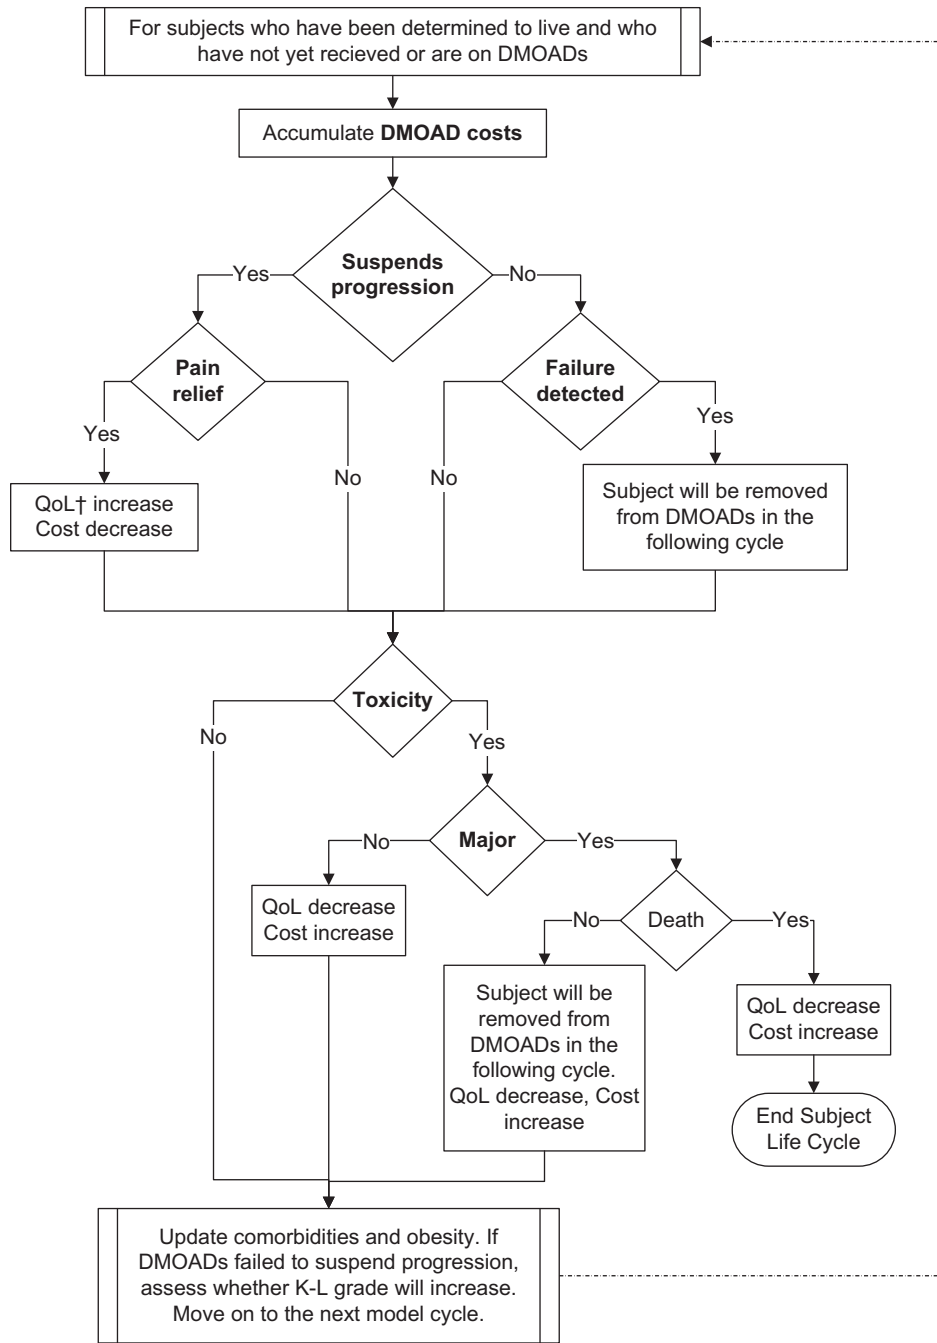 For subjects who have been determined to live and who
have not yet recieved or are on DMOADs
Accumulate DMOAD costs
Suspends
progression
Yes
No
Pain
relief
Failure
detected
Yes
No
No
Yes
QoL† increase
Cost decrease
Subject will be removed
from DMOADs in the
following cycle
Toxicity
No
Yes
Major
No
Yes
QoL decrease
Cost increase
Death
No
Yes
Subject will be
removed from
DMOADs in the
following cycle.
QoL decrease, Cost
increase
QoL decrease
Cost increase
End Subject
Life Cycle
Update comorbidities and obesity. If
DMOADs failed to suspend progression,
assess whether K-L grade will increase.
Move on to the next model cycle.